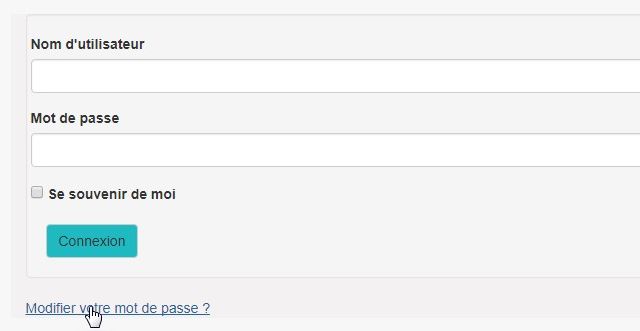 Nom d'utilisateur
Mot de passe
Se souvenir de moi
Connexion
Modifier votre mot de passe ?